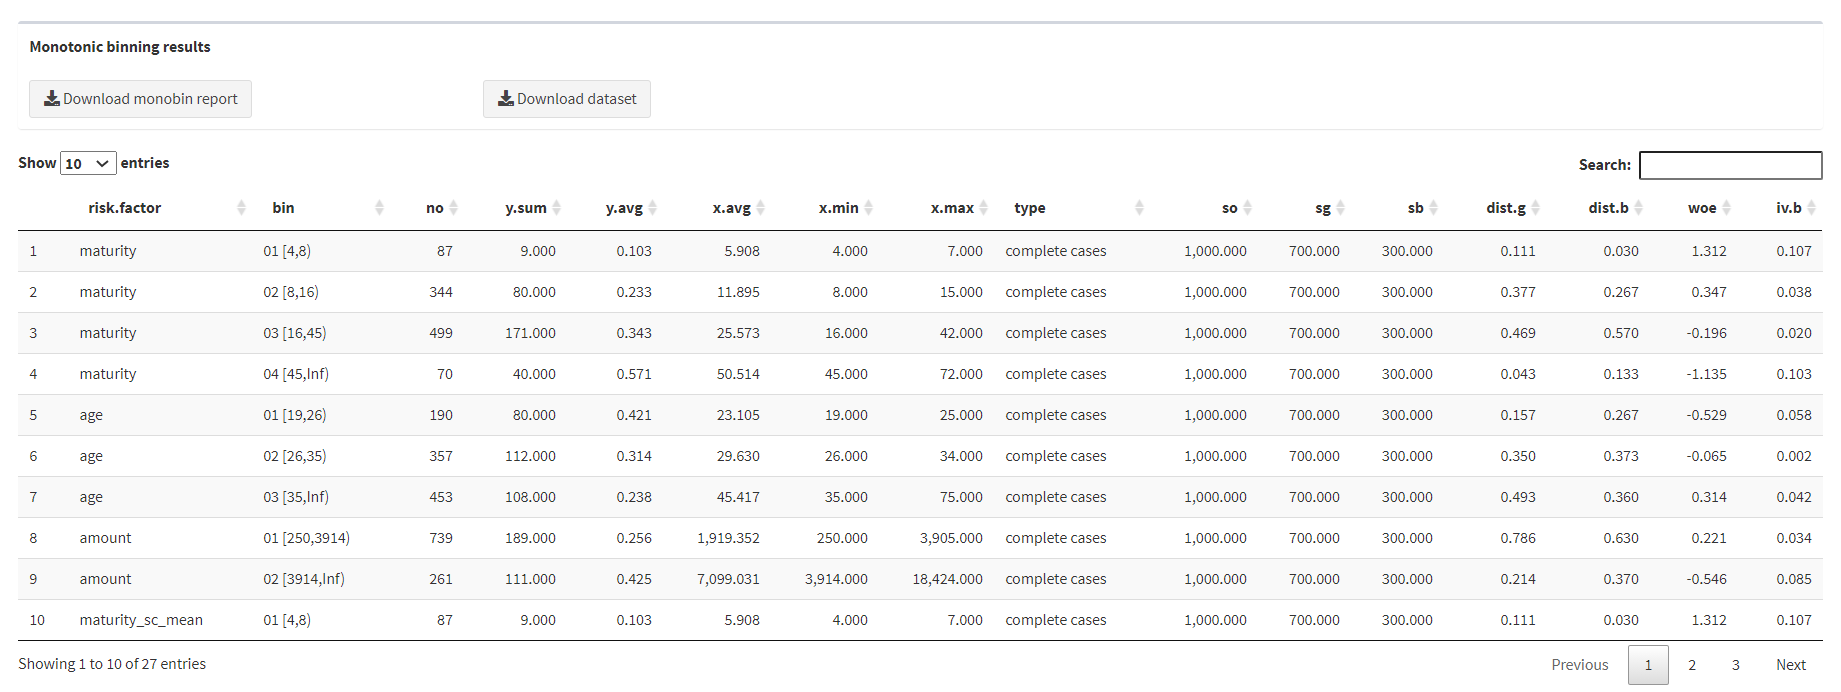 Monotonic binning results
Download monobin report Download dataset
Show 10 entries Search:
risk.factor bin no y.sum y.avg x.avg x.min x.max type so sg sb dist.g dist.b woe iv.b
1 maturity 01 [4,8) 87 9.000 0.103 5.908 4.000 7.000 complete cases 1,000.000 700.000 300.000 0.111 0.030 1.312 0.107
2 maturity 02 [8,16) 344 80.000 0.233 11.895 8.000 15.000 complete cases 1,000.000 700.000 300.000 0.377 0.267 0.347 0.038
3 maturity 03 [16,45) 499 171.000 0.343 25.573 16.000 42.000 complete cases 1,000.000 700.000 300.000 0.469 0.570 -0.196 0.020
4 maturity 04 [45,Inf) 70 40.000 0.571 50.514 45.000 72.000 complete cases 1,000.000 700.000 300.000 0.043 0.133 -1.135 0.103
5 age 01 [19,26) 190 80.000 0.421 23.105 19.000 25.000 complete cases 1,000.000 700.000 300.000 0.157 0.267 -0.529 0.058
6 age 02 [26,35) 357 112.000 0.314 29.630 26.000 34.000 complete cases 1,000.000 700.000 300.000 0.350 0.373 -0.065 0.002
7 age 03 [35,Inf) 453 108.000 0.238 45.417 35.000 75.000 complete cases 1,000.000 700.000 300.000 0.493 0.360 0.314 0.042
8 amount 01 [250,3914) 739 189.000 0.256 1,919.352 250.000 3,905.000 complete cases 1,000.000 700.000 300.000 0.786 0.630 0.221 0.034
9 amount 02 [3914,Inf) 261 111.000 0.425 7,099.031 3,914.000 18,424.000 complete cases 1,000.000 700.000 300.000 0.214 0.370 -0.546 0.085
10 maturity_sc_mean 01 [4,8) 87 9.000 0.103 5.908 4.000 7.000 complete cases 1,000.000 700.000 300.000 0.111 0.030 1.312 0.107
Showing 1 to 10 of 27 entries Previous 1 2 3 Next